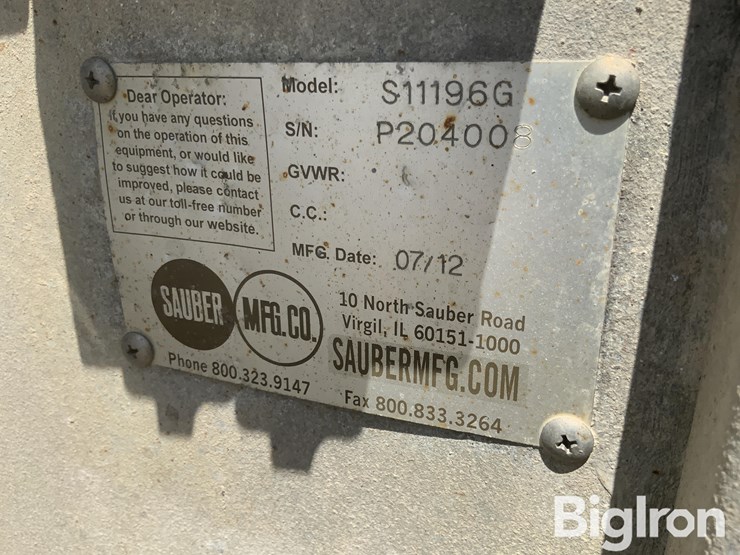 Dear Operator:
If you have any questions
on the operation of this
equipment, or would like
to suggest how it could be
improved, please contact
us at our toll-free number
or through our website.
Model: S11196G
S/N: P204008
GVWR:
C.C.:
MFG. Date: 07/12
SAUBER MFG.CO.
10 North Sauber Road
Virgil, IL 60151-1000
SAUBERMFG.COM
Phone 800.323.9147
Fax 800.833.3264
BigIron